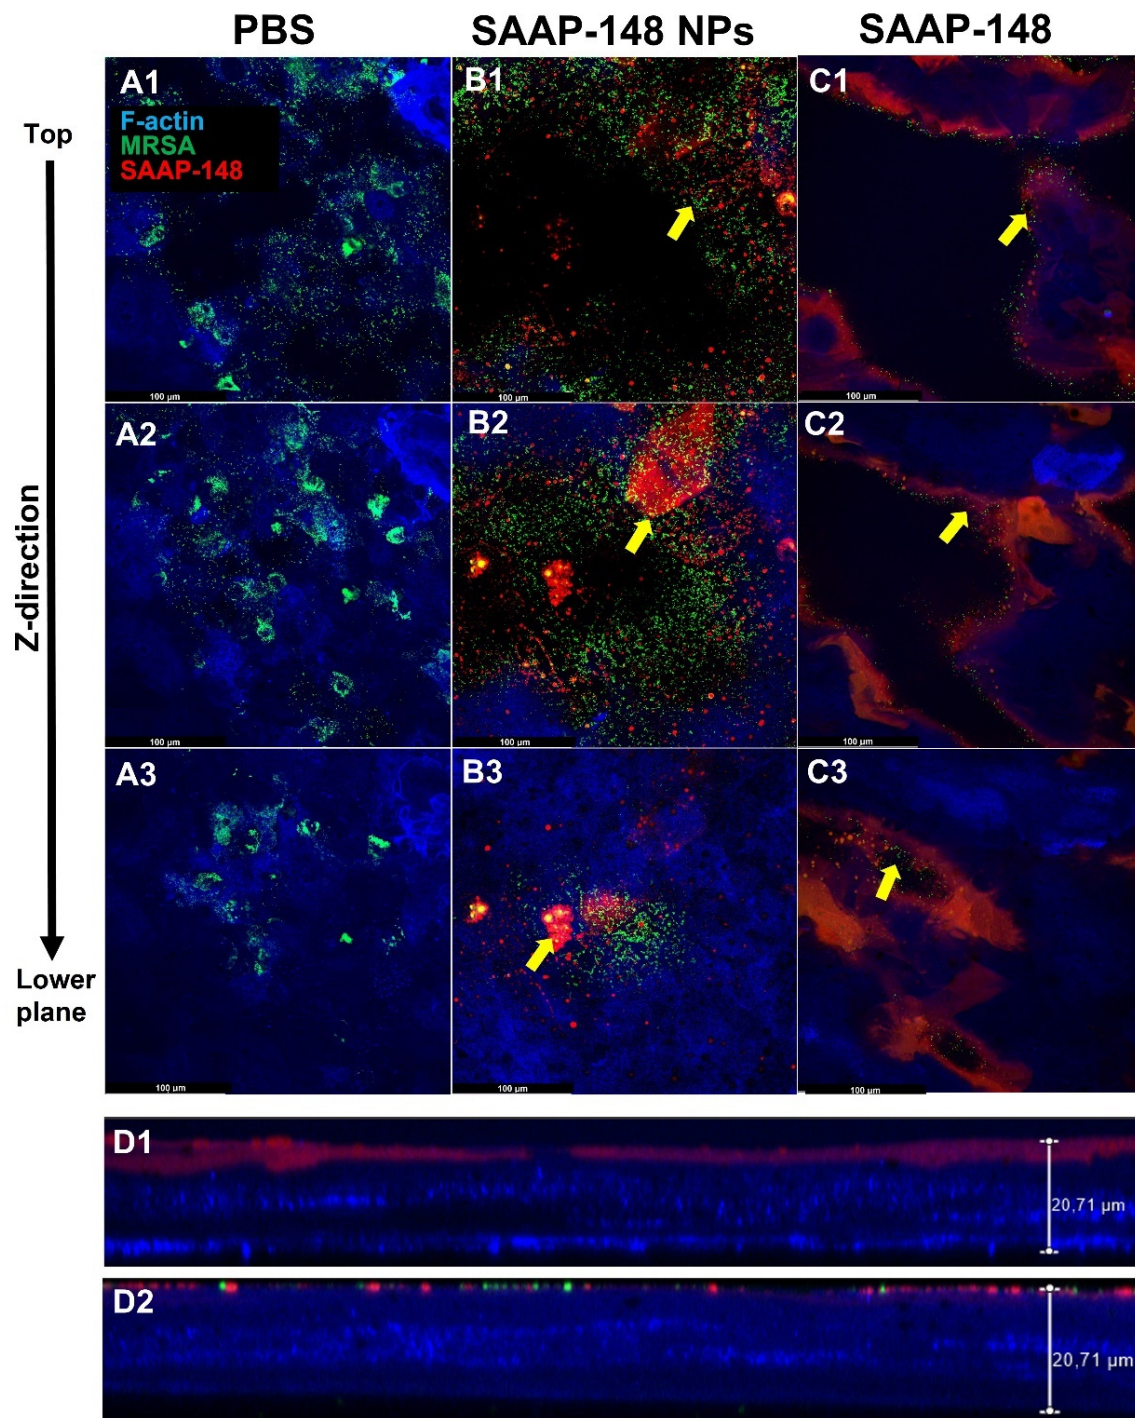 PBS
SAAP-148 NPs
SAAP-148
Top
Z-direction
Lower
plane
A1
F-actin
MRSA
SAAP-148
100 µm
B1
100 µm
C1
100 µm
A2
100 µm
B2
100 µm
C2
100 µm
A3
100 µm
B3
100 µm
C3
100 µm
D1
20,71 µm
D2
20,71 µm